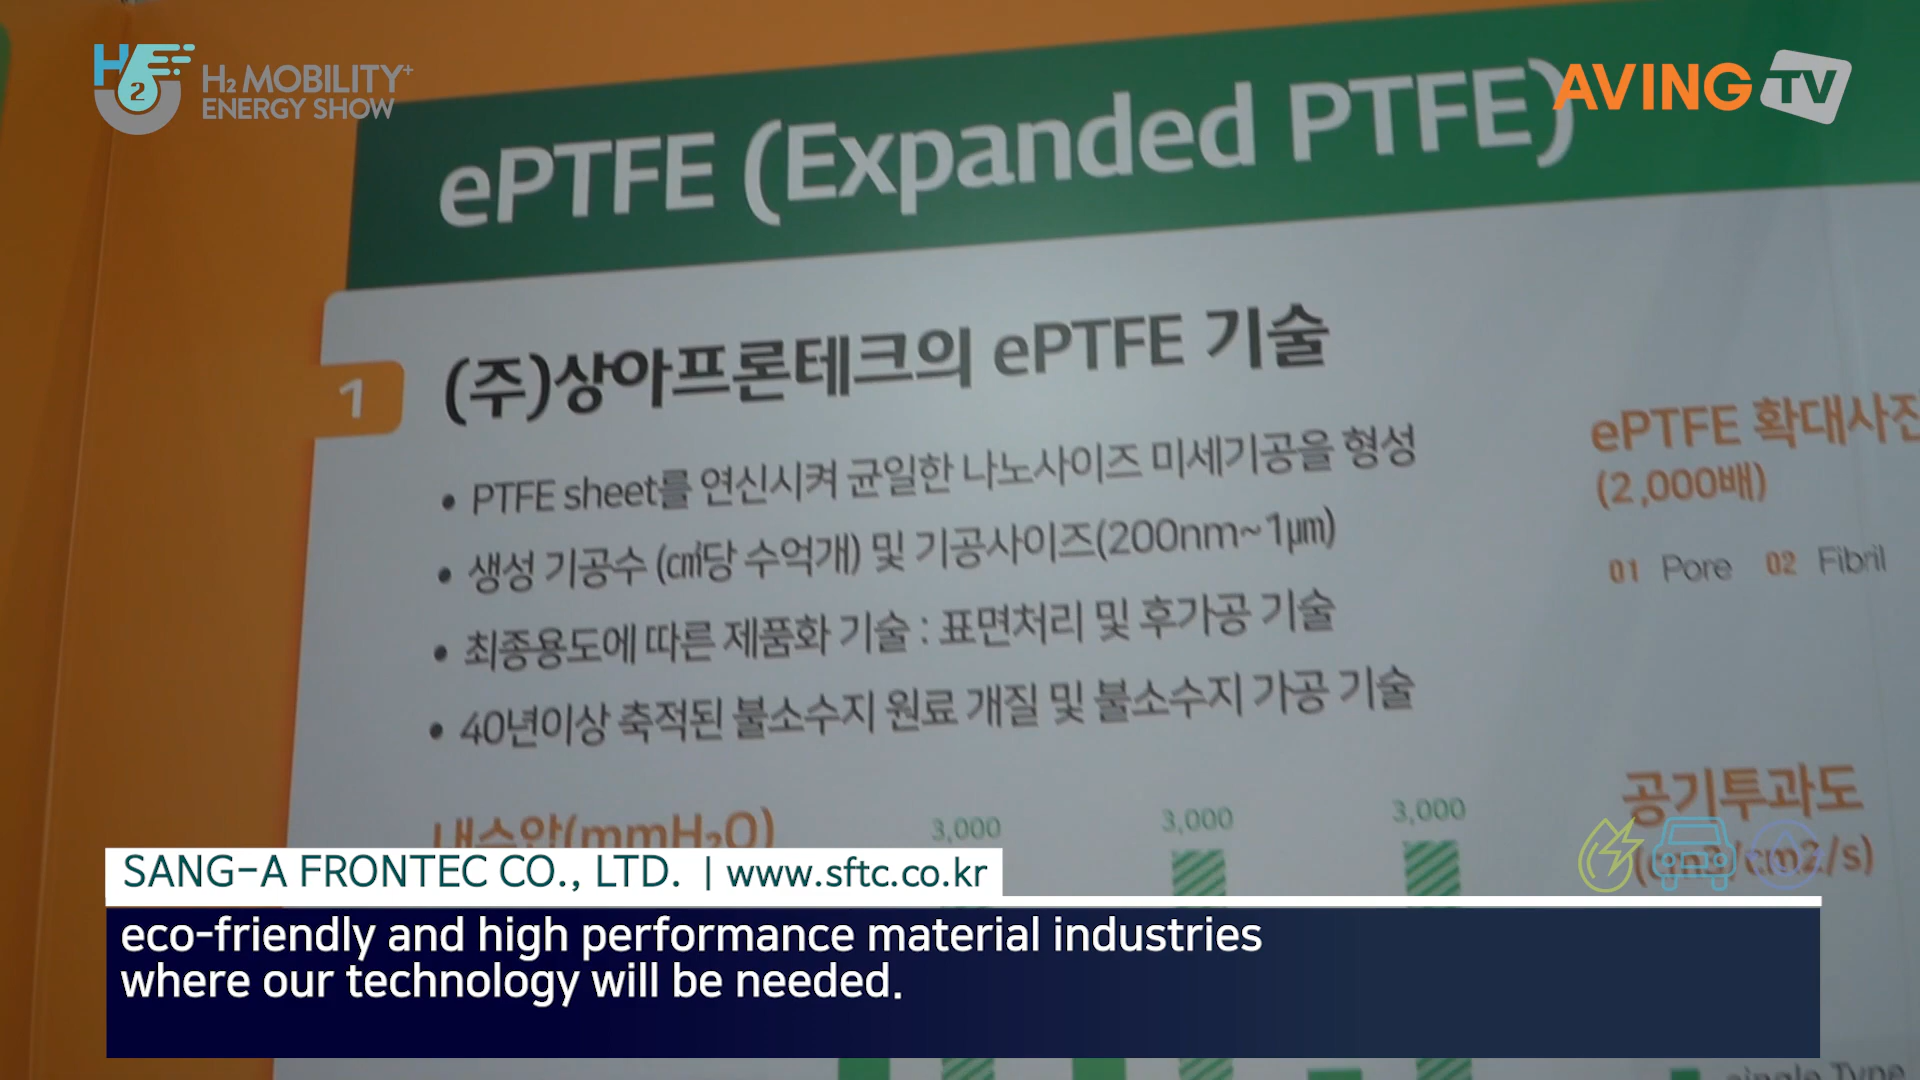 H2 MOBILITY+
ENERGY SHOW
AVING TV
ePTFE (Expanded PTFE)
1
(주)상아프론테크의 ePTFE 기술
• PTFE sheet를 연신시켜 균일한 나노사이즈 미세기공을 형성
• 생성 기공수 (㎠당 수억개) 및 기공사이즈(200nm~1㎛)
• 최종용도에 따른 제품화 기술 : 표면처리 및 후가공 기술
• 40년이상 축적된 불소수지 원료 개질 및 불소수지 가공 기술
ePTFE 확대사진
(2,000배)
01 Pore 02 Fibril
내수압(mmH₂O)
3,000 3,000 3,000
공기투과도
(cm3/cm2/s)
SANG-A FRONTEC CO., LTD. | www.sftc.co.kr
eco-friendly and high performance material industries
where our technology will be needed.
single Type